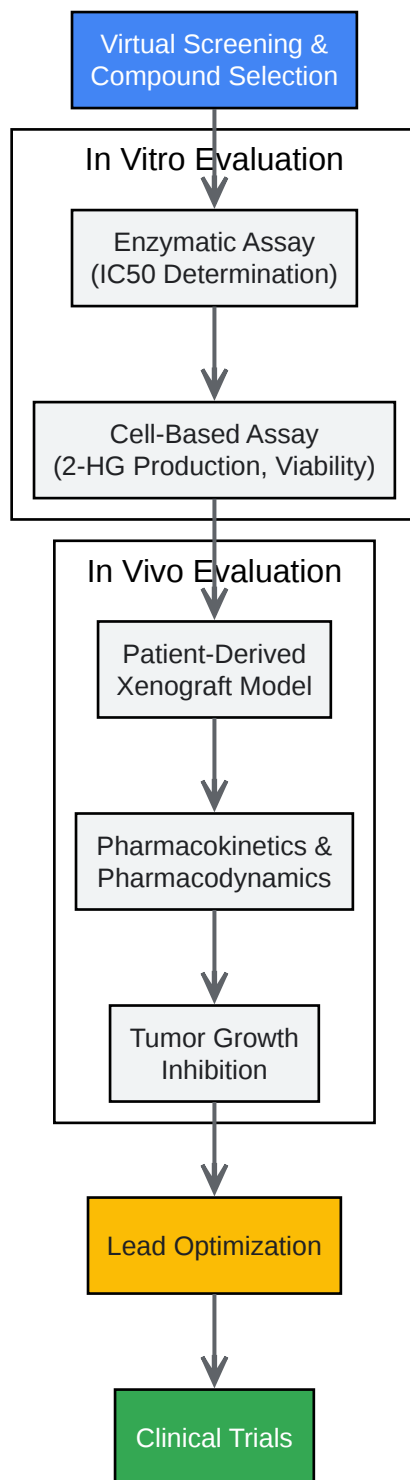 Virtual Screening &
Compound Selection
In Vitro Evaluation
Enzymatic Assay
(IC50 Determination)
Cell-Based Assay
(2-HG Production, Viability)
In Vivo Evaluation
Patient-Derived
Xenograft Model
Pharmacokinetics &
Pharmacodynamics
Tumor Growth
Inhibition
Lead Optimization
Clinical Trials